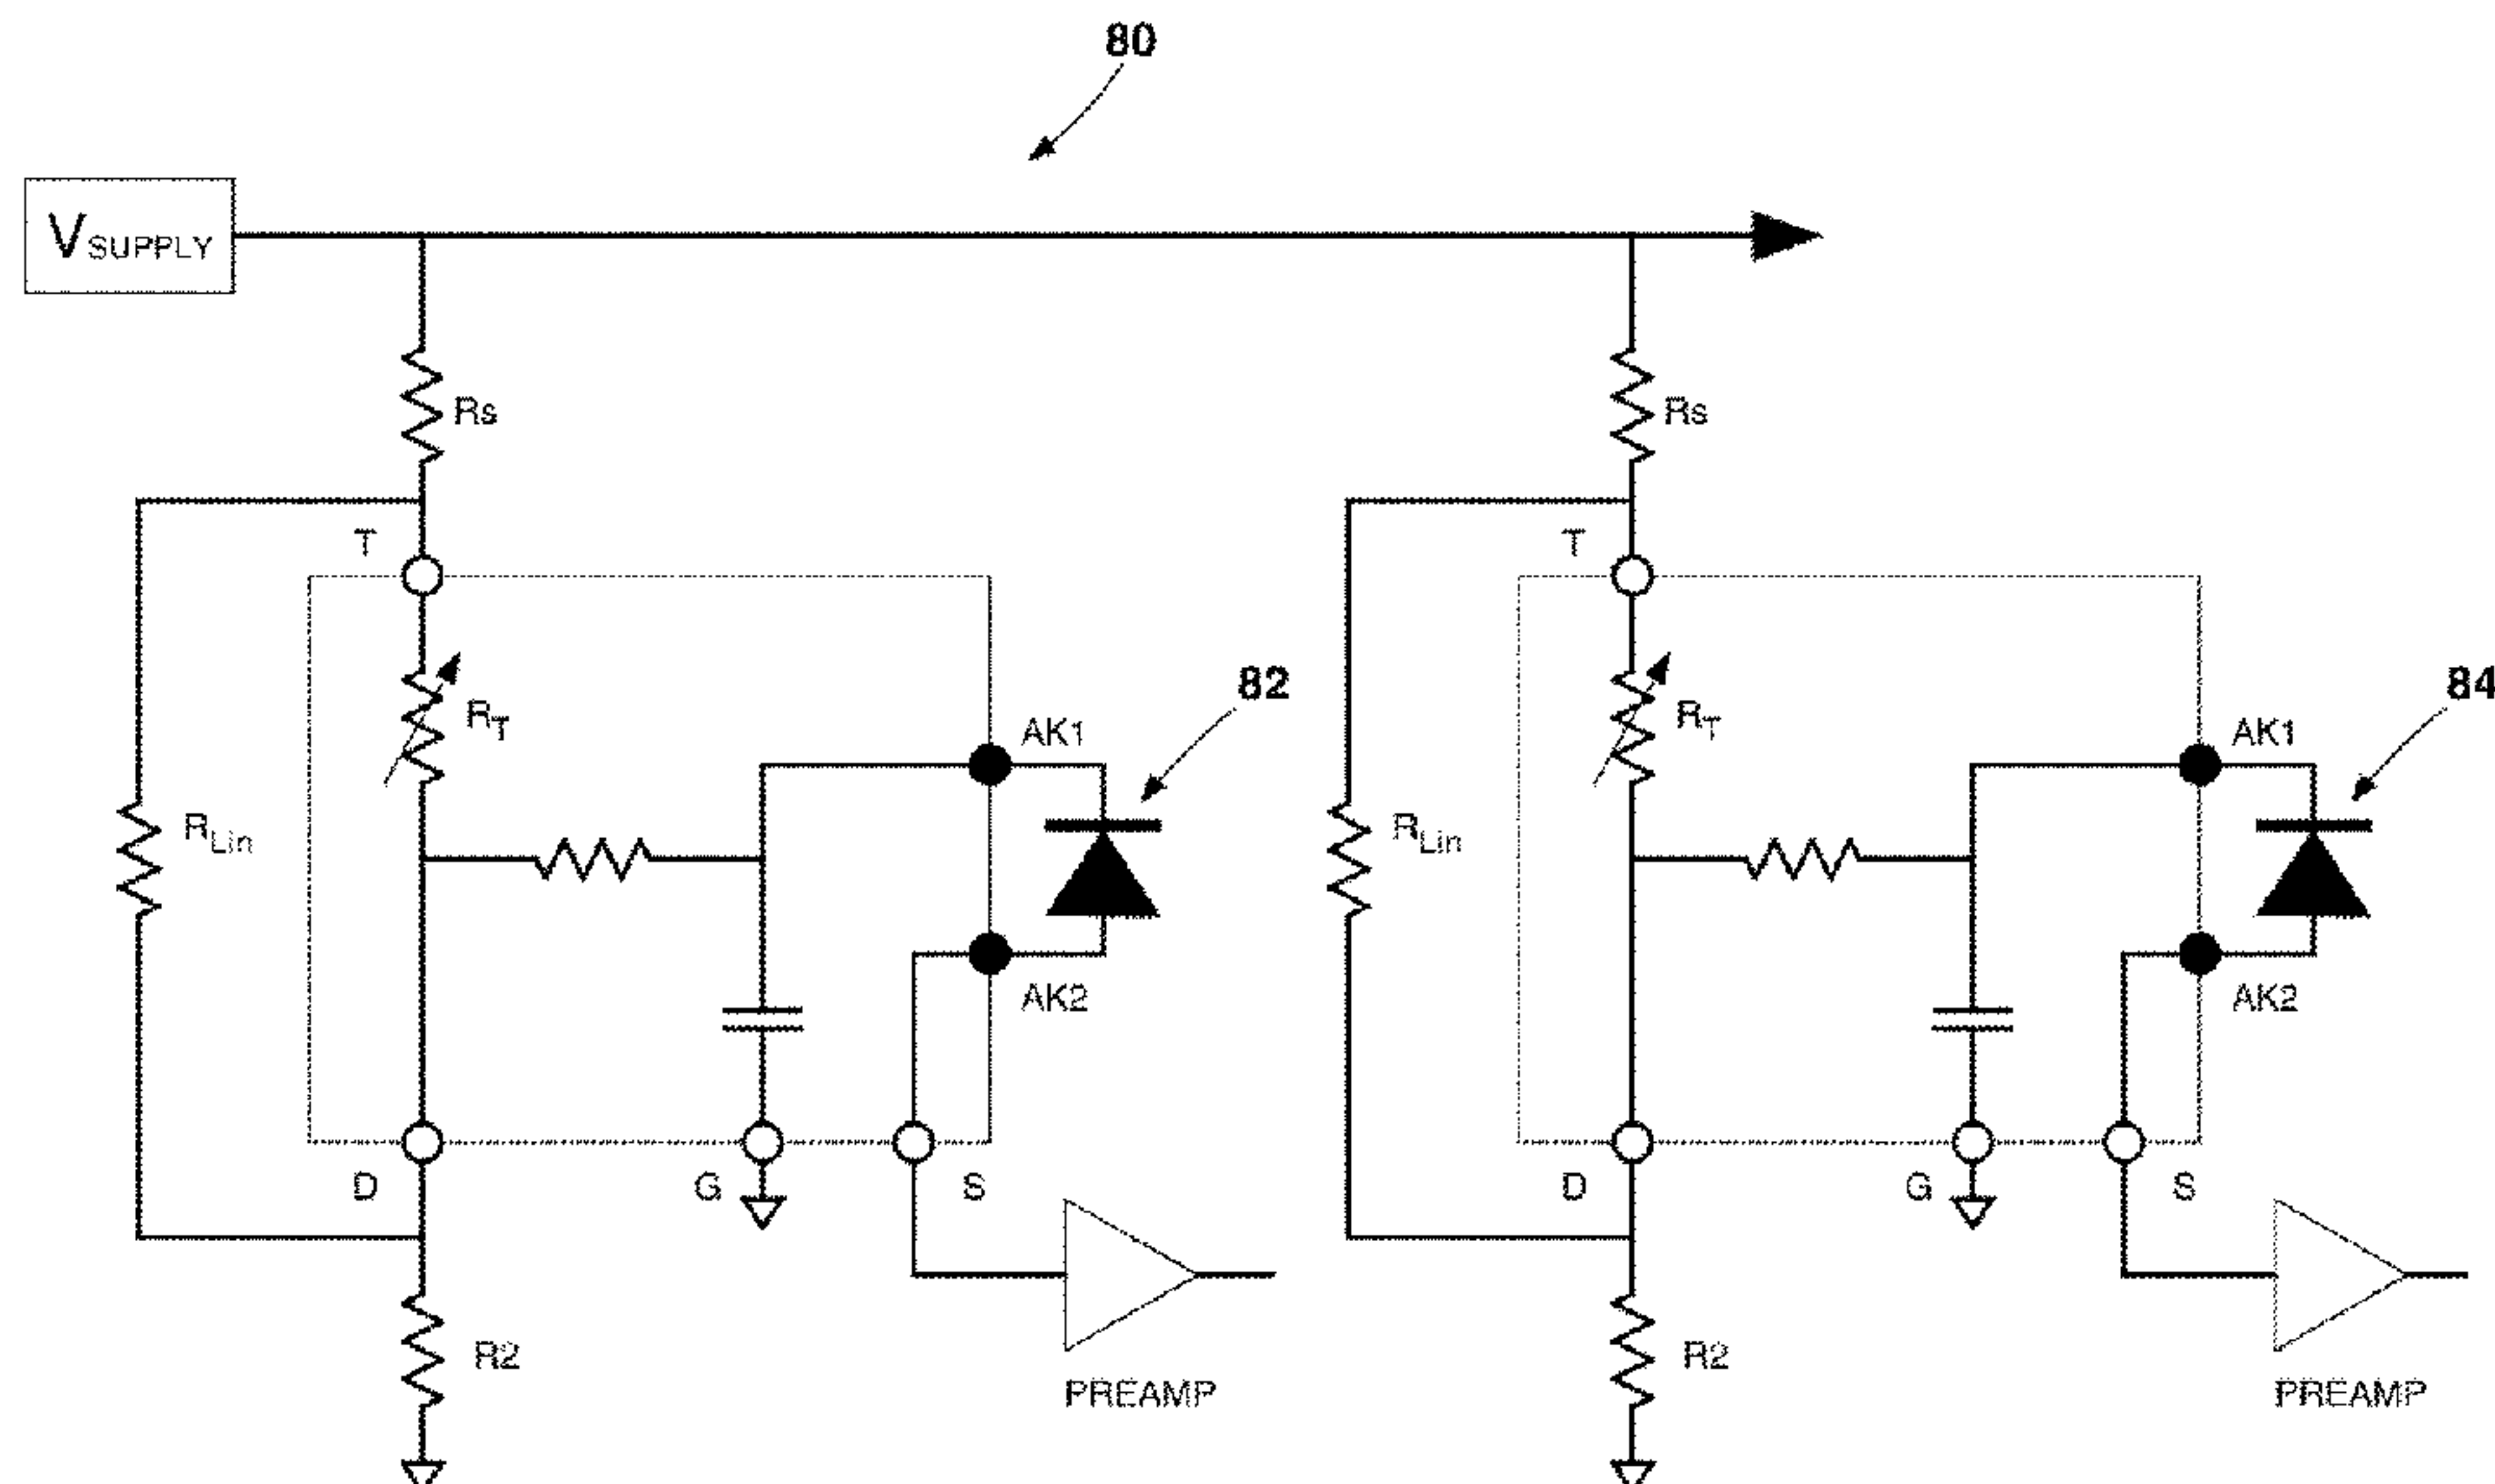 80
VSUPPLY
Rs
Rs
T
T
RT
RT
82
84
AK1
AK1
RLin
RLin
AK2
AK2
D
G
S
D
G
S
R2
R2
PREAMP
PREAMP